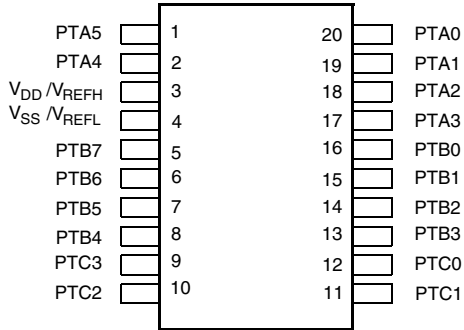 PTA5 1 20 PTA0
PTA4 2 19 PTA1
VDD /VREFH 3 18 PTA2
VSS /VREFL 4 17 PTA3
PTB7 5 16 PTB0
PTB6 6 15 PTB1
PTB5 7 14 PTB2
PTB4 8 13 PTB3
PTC3 9 12 PTC0
PTC2 10 11 PTC1